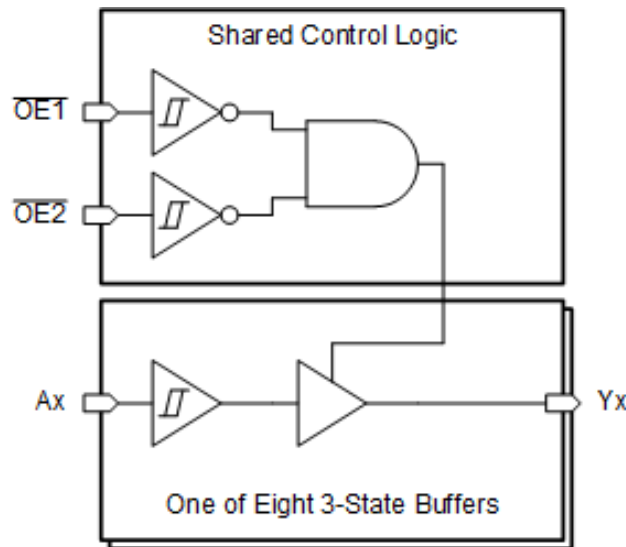 Shared Control Logic
OE1
OE2
Ax
Yx
One of Eight 3-State Buffers